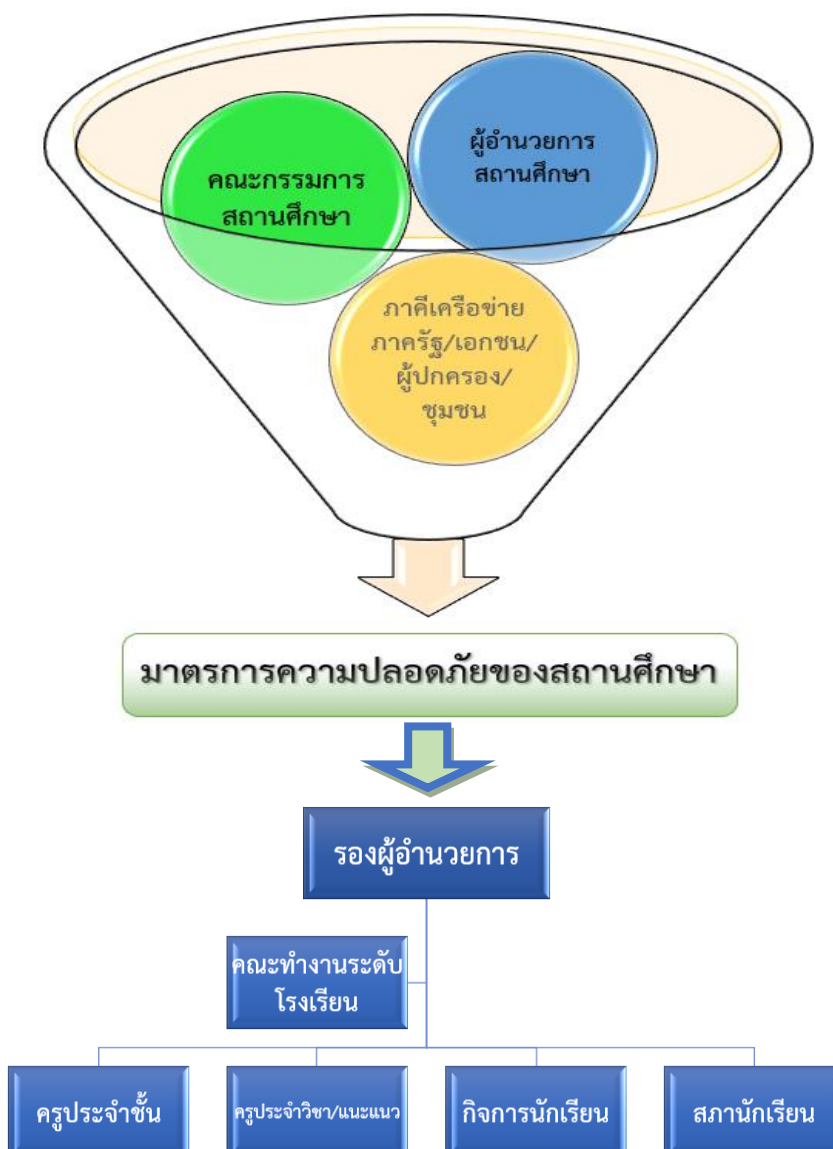 คณะกรรมการ
สถานศึกษา
ผู้อำนวยการ
สถานศึกษา
ภาคีเครือข่าย
ภาครัฐ/เอกชน/
ผู้ปกครอง/
ชุมชน
มาตรการความปลอดภัยของสถานศึกษา
รองผู้อำนวยการ
คณะทำงานระดับ
โรงเรียน
ครูประจำชั้น
ครูประจำวิชา/แนะแนว
กิจการนักเรียน
สภานักเรียน